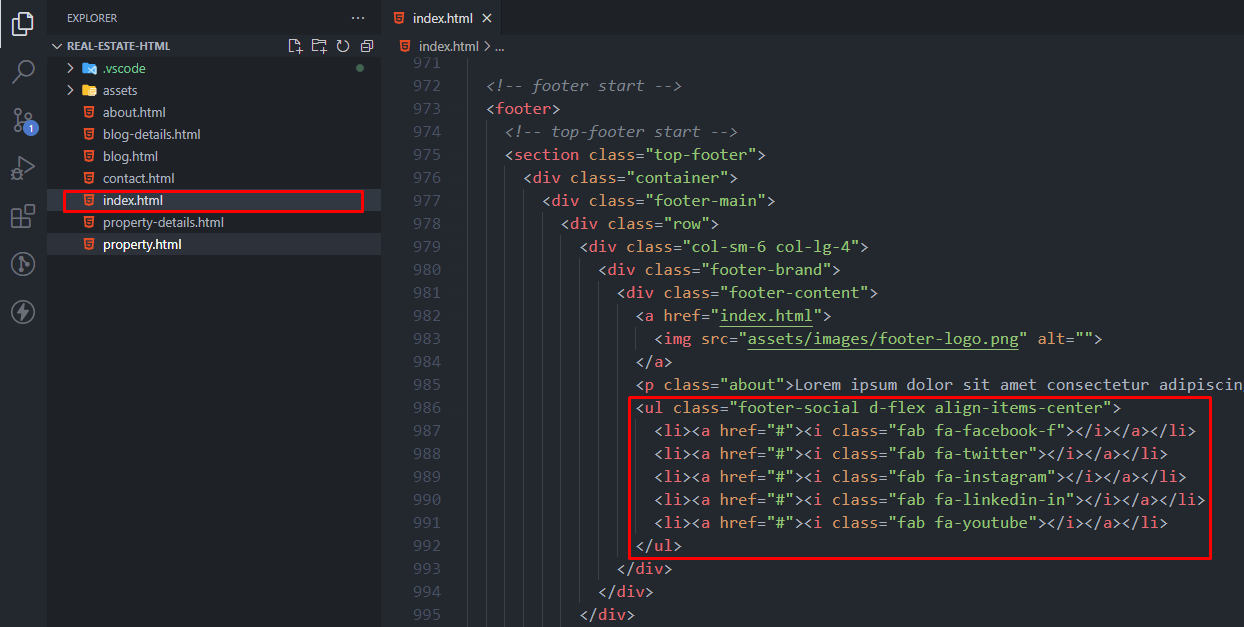 EXPLORER
REAL-ESTATE-HTML
.vscode
assets
about.html
blog-details.html
blog.html
contact.html
index.html
property-details.html
property.html
1
index.html
index.html > ...
971
972 <!-- footer start -->
973 <footer>
974 <!-- top-footer start -->
975 <section class="top-footer">
976 <div class="container">
977 <div class="footer-main">
978 <div class="row">
979 <div class="col-sm-6 col-lg-4">
980 <div class="footer-brand">
981 <div class="footer-content">
982 <a href="index.html">
983 <img src="assets/images/footer-logo.png" alt="">
984 </a>
985 <p class="about">Lorem ipsum dolor sit amet consectetur adipiscin
986 <ul class="footer-social d-flex align-items-center">
987 <li><a href="#"><i class="fab fa-facebook-f"></i></a></li>
988 <li><a href="#"><i class="fab fa-twitter"></i></a></li>
989 <li><a href="#"><i class="fab fa-instagram"></i></a></li>
990 <li><a href="#"><i class="fab fa-linkedin-in"></i></a></li>
991 <li><a href="#"><i class="fab fa-youtube"></i></a></li>
992 </ul>
993 </div>
994 </div>
995 </div>